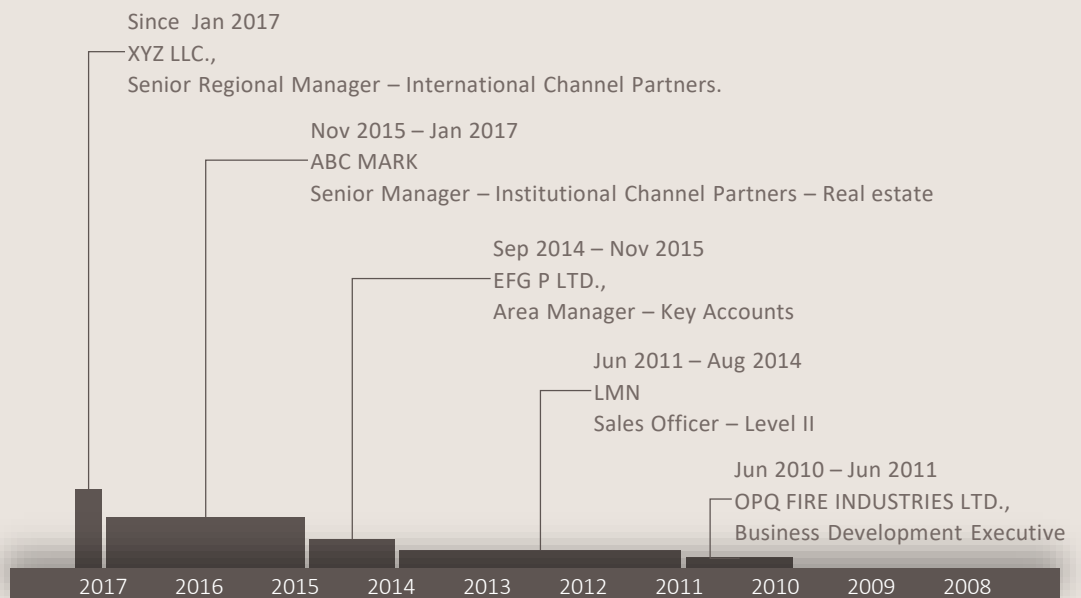 Since  Jan 2017
XYZ LLC.,
Senior Regional Manager – International Channel Partners.
Nov 2015 – Jan 2017
ABC MARK
Senior Manager – Institutional Channel Partners – Real estate
Sep 2014 – Nov 2015
EFG P LTD.,
Area Manager – Key Accounts
Jun 2011 – Aug 2014
LMN
Sales Officer – Level II
Jun 2010 – Jun 2011
OPQ FIRE INDUSTRIES LTD.,
Business Development Executive
2017 2016 2015 2014 2013 2012 2011 2010 2009 2008